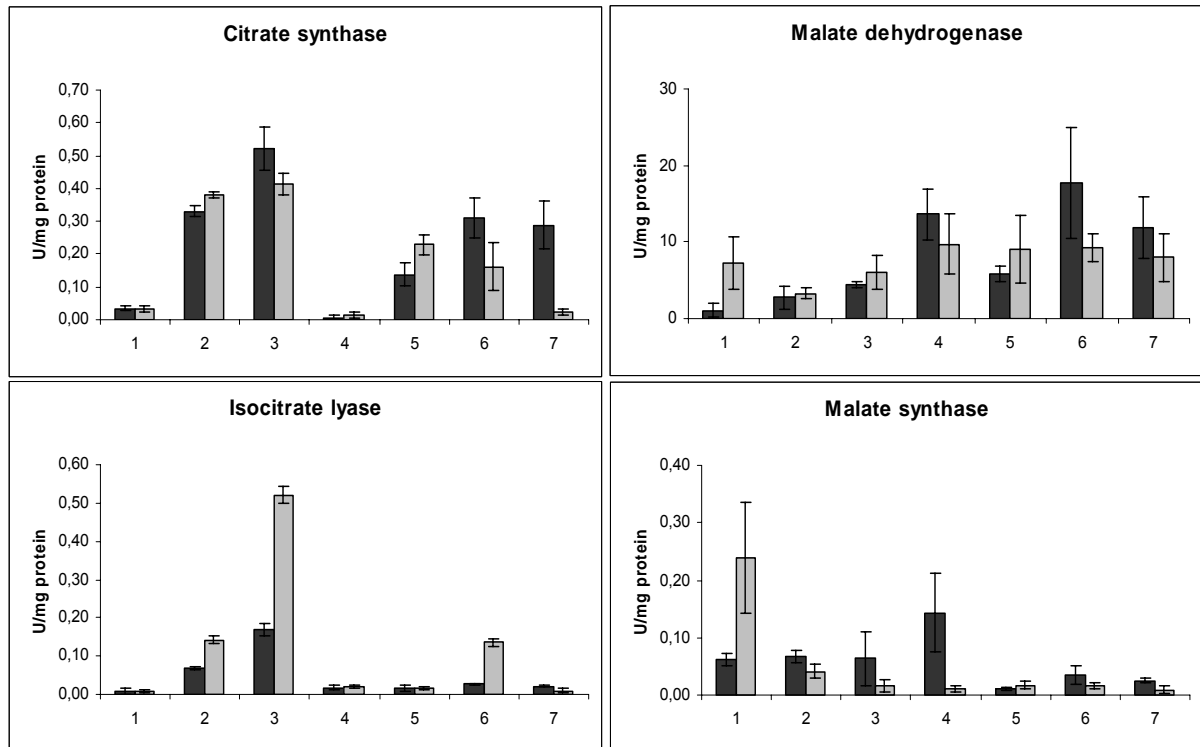 Citrate synthase
U/mg protein
0,70
0,60
0,50
0,40
0,30
0,20
0,10
0,00
1 2 3 4 5 6 7
Malate dehydrogenase
U/mg protein
30
20
10
0
1 2 3 4 5 6 7
Isocitrate lyase
U/mg protein
0,60
0,50
0,40
0,30
0,20
0,10
0,00
1 2 3 4 5 6 7
Malate synthase
U/mg protein
0,40
0,30
0,20
0,10
0,00
1 2 3 4 5 6 7